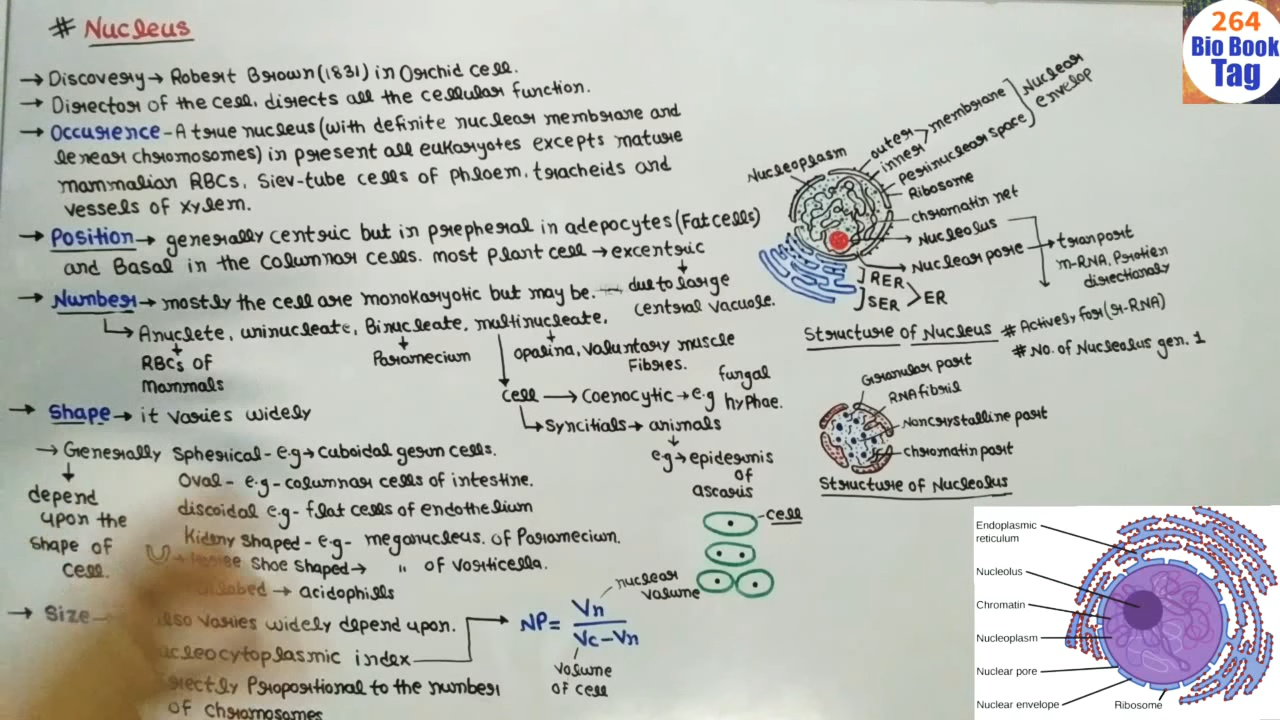 # Nucleus
→ Discovery → Robert Brown (1831) in Orchid cell.
→ Director of the cell, directs all the cellular function.
→ Occurence - A true nucleus (with definite nuclear membrane and
lenear chromosomes) in present all eukaryotes excepts mature
mammalian RBCs, Siev-tube cells of phloem, tracheids and
vessels of xylem.
→ Position → generally centric but in prepheral in adepocytes (Fat cells)
and Basal in the columnar cells. most plant cell → excentric
due to large
central vacuole.
→ Number → mostly the cell are monokaryotic but may be.
Anuclete, uninucleate, Binucleate, multinucleate.
RBCs of
Mammals
Paramecium
opalina, voluntary muscle
Fibres.
cell → Coenocytic → e.g fungal
hyphae.
Syncitials → animals
eg → epidermis
of
ascaris
cell
→ Shape → it varies widely
→ Generally Spherical - e.g → cuboidal germ cells.
depend
upon the
shape of
cell.
Oval - e.g - columnar cells of intestine.
discoidal e.g - flat cells of endothelium
Kideny shaped - e.g - meganucleus of Paramecium.
Shoe shaped → " of vorticella.
→ acidophills
→ Size
also varies widely depend upon.
nucleocytoplasmic index
NP = Vn / Vc - Vn
nuclear
volume
volume
of cell
directly Proportional to the number
of chromosomes
Nucleoplasm
outer
inner
membrane
Perinuclear space
Nuclear
envelop
Ribosome
chromatin net
Nucleolus
Nuclear pore
tranport
m-RNA, Protien
directionaly
RER
SER
ER
Structure of Nucleus
# Actively for (r-RNA)
# No. of Nucleolus gen. 1
Granular part
RNA fibril
Noncrystalline part
chromatin part
Structure of Nucleolus
264
Bio Book
Tag
Endoplasmic
reticulum
Nucleolus
Chromatin
Nucleoplasm
Nuclear pore
Nuclear envelope
Ribosome